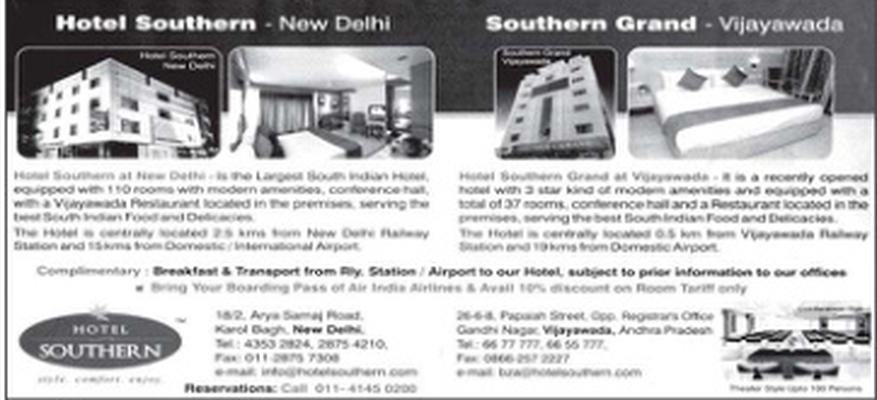 Hotel Southern - New Delhi
Southern Grand - Vijayawada
Hotel Southern
New Delhi
Southern Grand
Vijayawada
Hotel Southern at New Delhi - Is the Largest South Indian Hotel,
equipped with 110 rooms with modern amenities, conference hall,
with a Vijayawada Restaurant located in the premises, serving the
best South Indian Food and Delicacies.
The Hotel is centrally located 2.5 kms from New Delhi Railway
Station and 15kms from Domestic / International Airport.
Hotel Southern Grand at Vijayawada - It is a recently opened
hotel with 3 star kind of modern amenities and equipped with a
total of 37 rooms, conference hall and a Restaurant located in the
premises, serving the best South Indian Food and Delicacies.
The Hotel is centrally located 0.5 km from Vijayawada Railway
Station and 19kms from Domestic Airport.
Complimentary : Breakfast & Transport from Rly. Station / Airport to our Hotel, subject to prior information to our offices
Bring Your Boarding Pass of Air India Airlines & Avail 10% discount on Room Tariff only
HOTEL
SOUTHERN
™
style. comfort. enjoy.
18/2, Arya Samaj Road,
Karol Bagh, New Delhi.
Tel.: 4353 2824, 2875 4210,
Fax: 011-2875 7308
e-mail: info@hotelsouthern.com
Reservations: Call 011- 4145 0200
26-6-8, Papaiah Street, Opp. Registrar's Office
Gandhi Nagar, Vijayawada, Andhra Pradesh
Tel.: 66 77 777, 66 55 777,
Fax: 0866-257 2227
e-mail: bza@hotelsouthern.com
Theater Style Upto 100 Persons